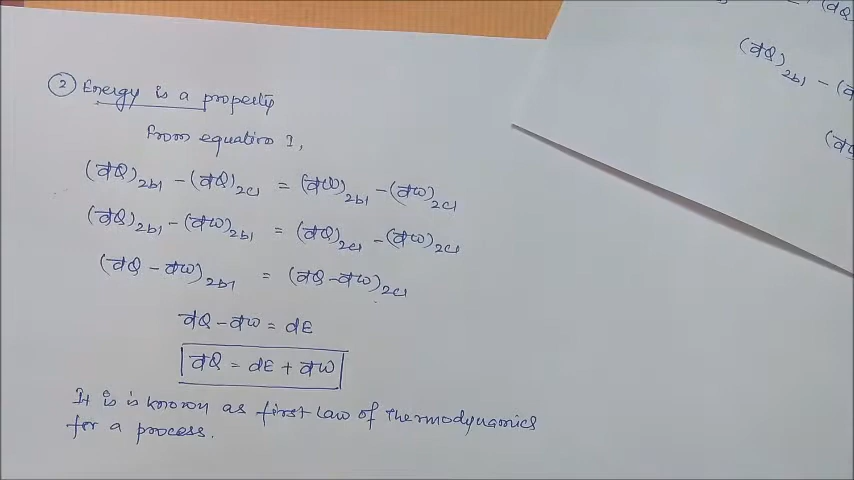 ② Energy is a property
From equation 1,
(đQ)2b1 - (đQ)2c1 = (đW)2b1 - (đW)2c1
(đQ)2b1 - (đW)2b1 = (đQ)2c1 - (đW)2c1
(đQ - đW)2b1 = (đQ - đW)2c1
đQ - đW = dE
đQ = dE + đW
It is is known as first law of thermodynamics
for a process.
(đQ
(đQ)2b1 - (đ
(đQ